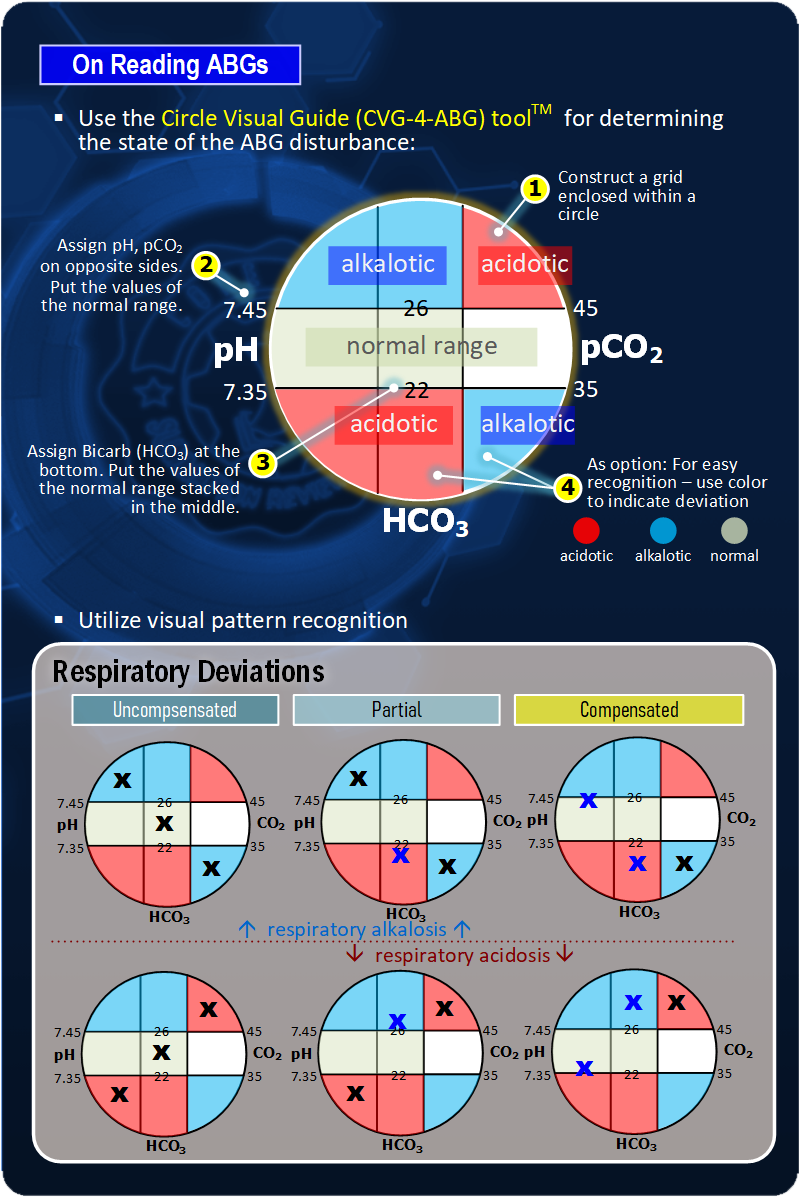 On Reading ABGs
▪ Use the Circle Visual Guide (CVG-4-ABG) tool™ for determining
the state of the ABG disturbance:
1
Construct a grid
enclosed within a
circle
Assign pH, pCO₂
on opposite sides.
Put the values of
the normal range.
2
alkalotic
acidotic
7.45
26
45
pH
normal range
pCO₂
7.35
22
35
acidotic
alkalotic
Assign Bicarb (HCO₃) at the
bottom. Put the values of
the normal range stacked
in the middle.
3
4
As option: For easy
recognition – use color
to indicate deviation
HCO₃
acidotic
alkalotic
normal
▪ Utilize visual pattern recognition
Respiratory Deviations
Uncompsensated
Partial
Compensated
x
7.45
26
45
pH
x
CO₂
7.35
22
35
x
HCO₃
x
7.45
26
45
pH
CO₂
7.35
22
35
x
x
HCO₃
7.45
x
26
45
pH
CO₂
7.35
22
35
x
x
HCO₃
↑ respiratory alkalosis ↑
↓ respiratory acidosis ↓
x
7.45
26
45
pH
x
CO₂
7.35
22
35
x
HCO₃
x
x
7.45
26
45
pH
CO₂
7.35
22
35
x
HCO₃
x
x
7.45
26
45
pH
CO₂
7.35
x
22
35
HCO₃